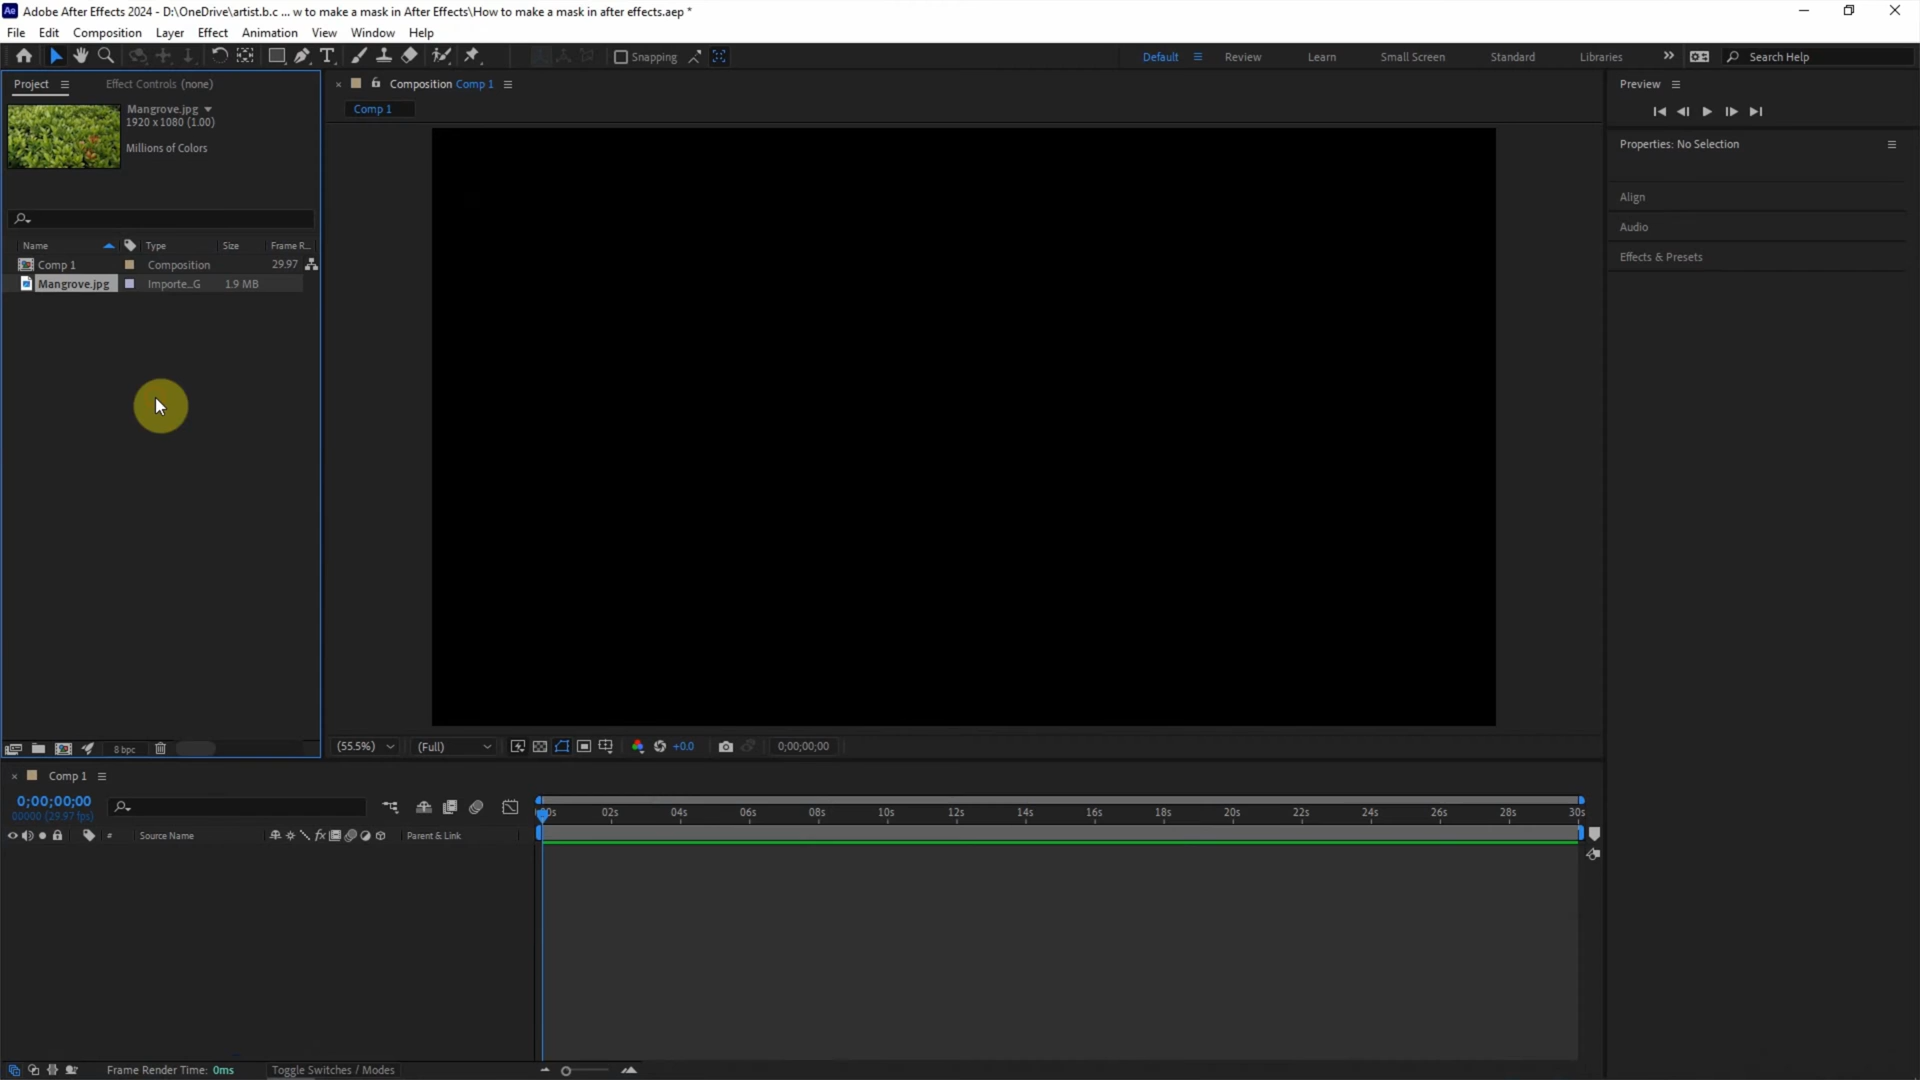 Ae Adobe After Effects 2024 - D:\OneDrive\artist.b.c ... w to make a mask in After Effects\How to make a mask in after effects.aep *
File Edit Composition Layer Effect Animation View Window Help
Snapping Default Review Learn Small Screen Standard Libraries Search Help
Project Effect Controls (none)
Mangrove.jpg
1920 x 1080 (1.00)
Millions of Colors
Name Type Size Frame R...
Comp 1 Composition 29.97
Mangrove.jpg Importe...G 1.9 MB
8 bpc
Composition Comp 1
Comp 1
(55.5%) (Full) +0.0 0;00;00;00
Preview
Properties: No Selection
Align
Audio
Effects & Presets
Comp 1
0;00;00;00
00000 (29.97 fps)
# Source Name fx Parent & Link
02s 04s 06s 08s 10s 12s 14s 16s 18s 20s 22s 24s 26s 28s 30s
Frame Render Time: 0ms Toggle Switches / Modes